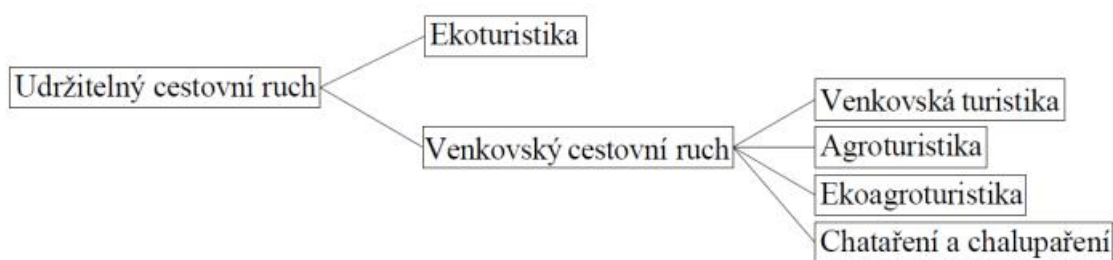 Ekoturistika
Udržitelný cestovní ruch
Venkovský cestovní ruch
Venkovská turistika
Agroturistika
Ekoagroturistika
Chataření a chalupaření